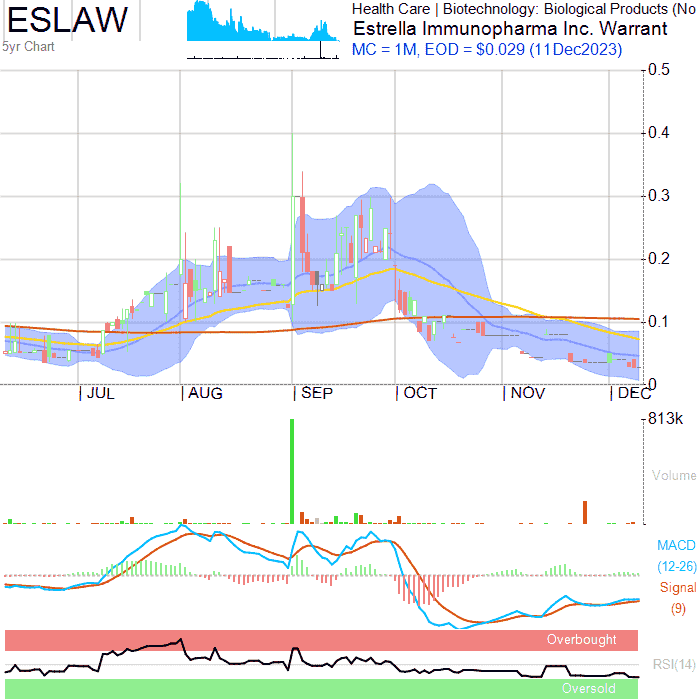 ESLAW
5yr Chart
Health Care | Biotechnology: Biological Products (No
Estrella Immunopharma Inc. Warrant
MC = 1M, EOD = $0.029 (11Dec2023)
0.5
0.4
0.3
0.2
0.1
0
JUL AUG SEP OCT NOV DEC
813k
Volume
MACD
(12-26)
Signal
(9)
Overbought
RSI(14)
Oversold